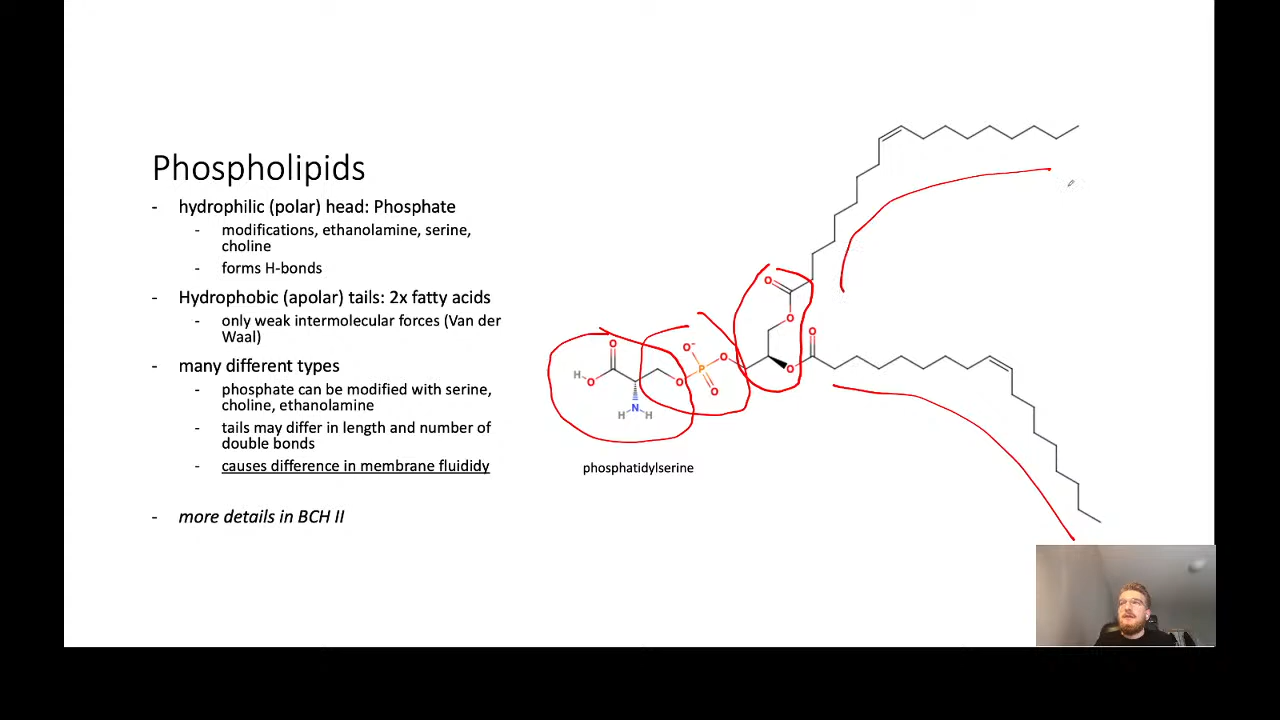 Phospholipids
- hydrophilic (polar) head: Phosphate
- modifications, ethanolamine, serine,
choline
- forms H-bonds
- Hydrophobic (apolar) tails: 2x fatty acids
- only weak intermolecular forces (Van der
Waal)
- many different types
- phosphate can be modified with serine,
choline, ethanolamine
- tails may differ in length and number of
double bonds
- causes difference in membrane fluididy
- more details in BCH II
O
O
O
O
H
O
O⁻
P
O
O
O
N
H H
phosphatidylserine